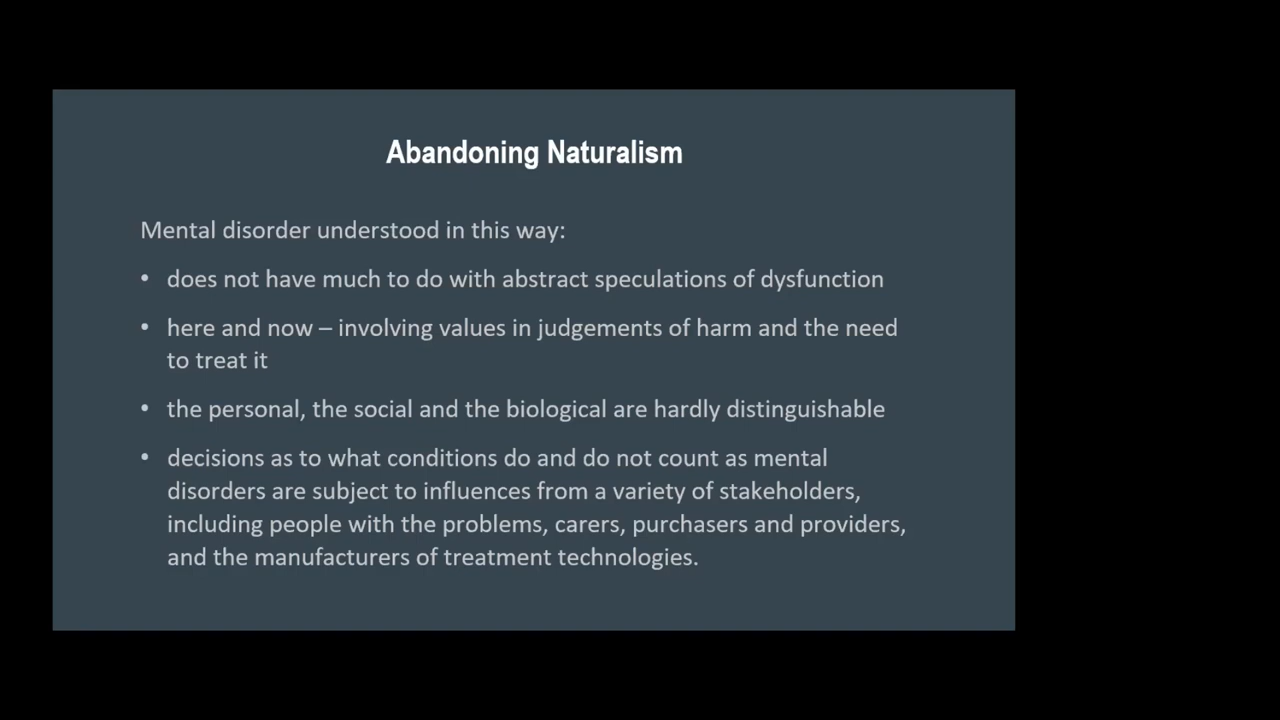 Abandoning Naturalism
Mental disorder understood in this way:
• does not have much to do with abstract speculations of dysfunction
• here and now – involving values in judgements of harm and the need
to treat it
• the personal, the social and the biological are hardly distinguishable
• decisions as to what conditions do and do not count as mental
disorders are subject to influences from a variety of stakeholders,
including people with the problems, carers, purchasers and providers,
and the manufacturers of treatment technologies.